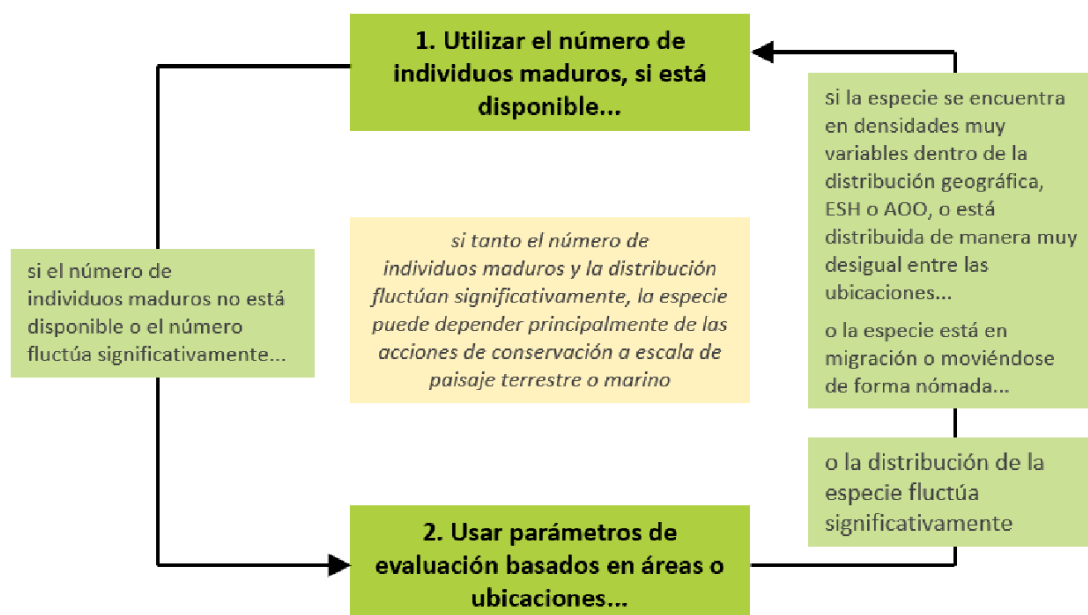 1. Utilizar el número de
individuos maduros, si está
disponible...
si el número de
individuos maduros no está
disponible o el número
fluctúa significativamente...
si tanto el número de
individuos maduros y la distribución
fluctúan significativamente, la especie
puede depender principalmente de las
acciones de conservación a escala de
paisaje terrestre o marino
si la especie se encuentra
en densidades muy
variables dentro de la
distribución geográfica,
ESH o AOO, o está
distribuida de manera muy
desigual entre las
ubicaciones...
o la especie está en
migración o moviéndose
de forma nómada...
o la distribución de la
especie fluctúa
significativamente
2. Usar parámetros de
evaluación basados en áreas o
ubicaciones...